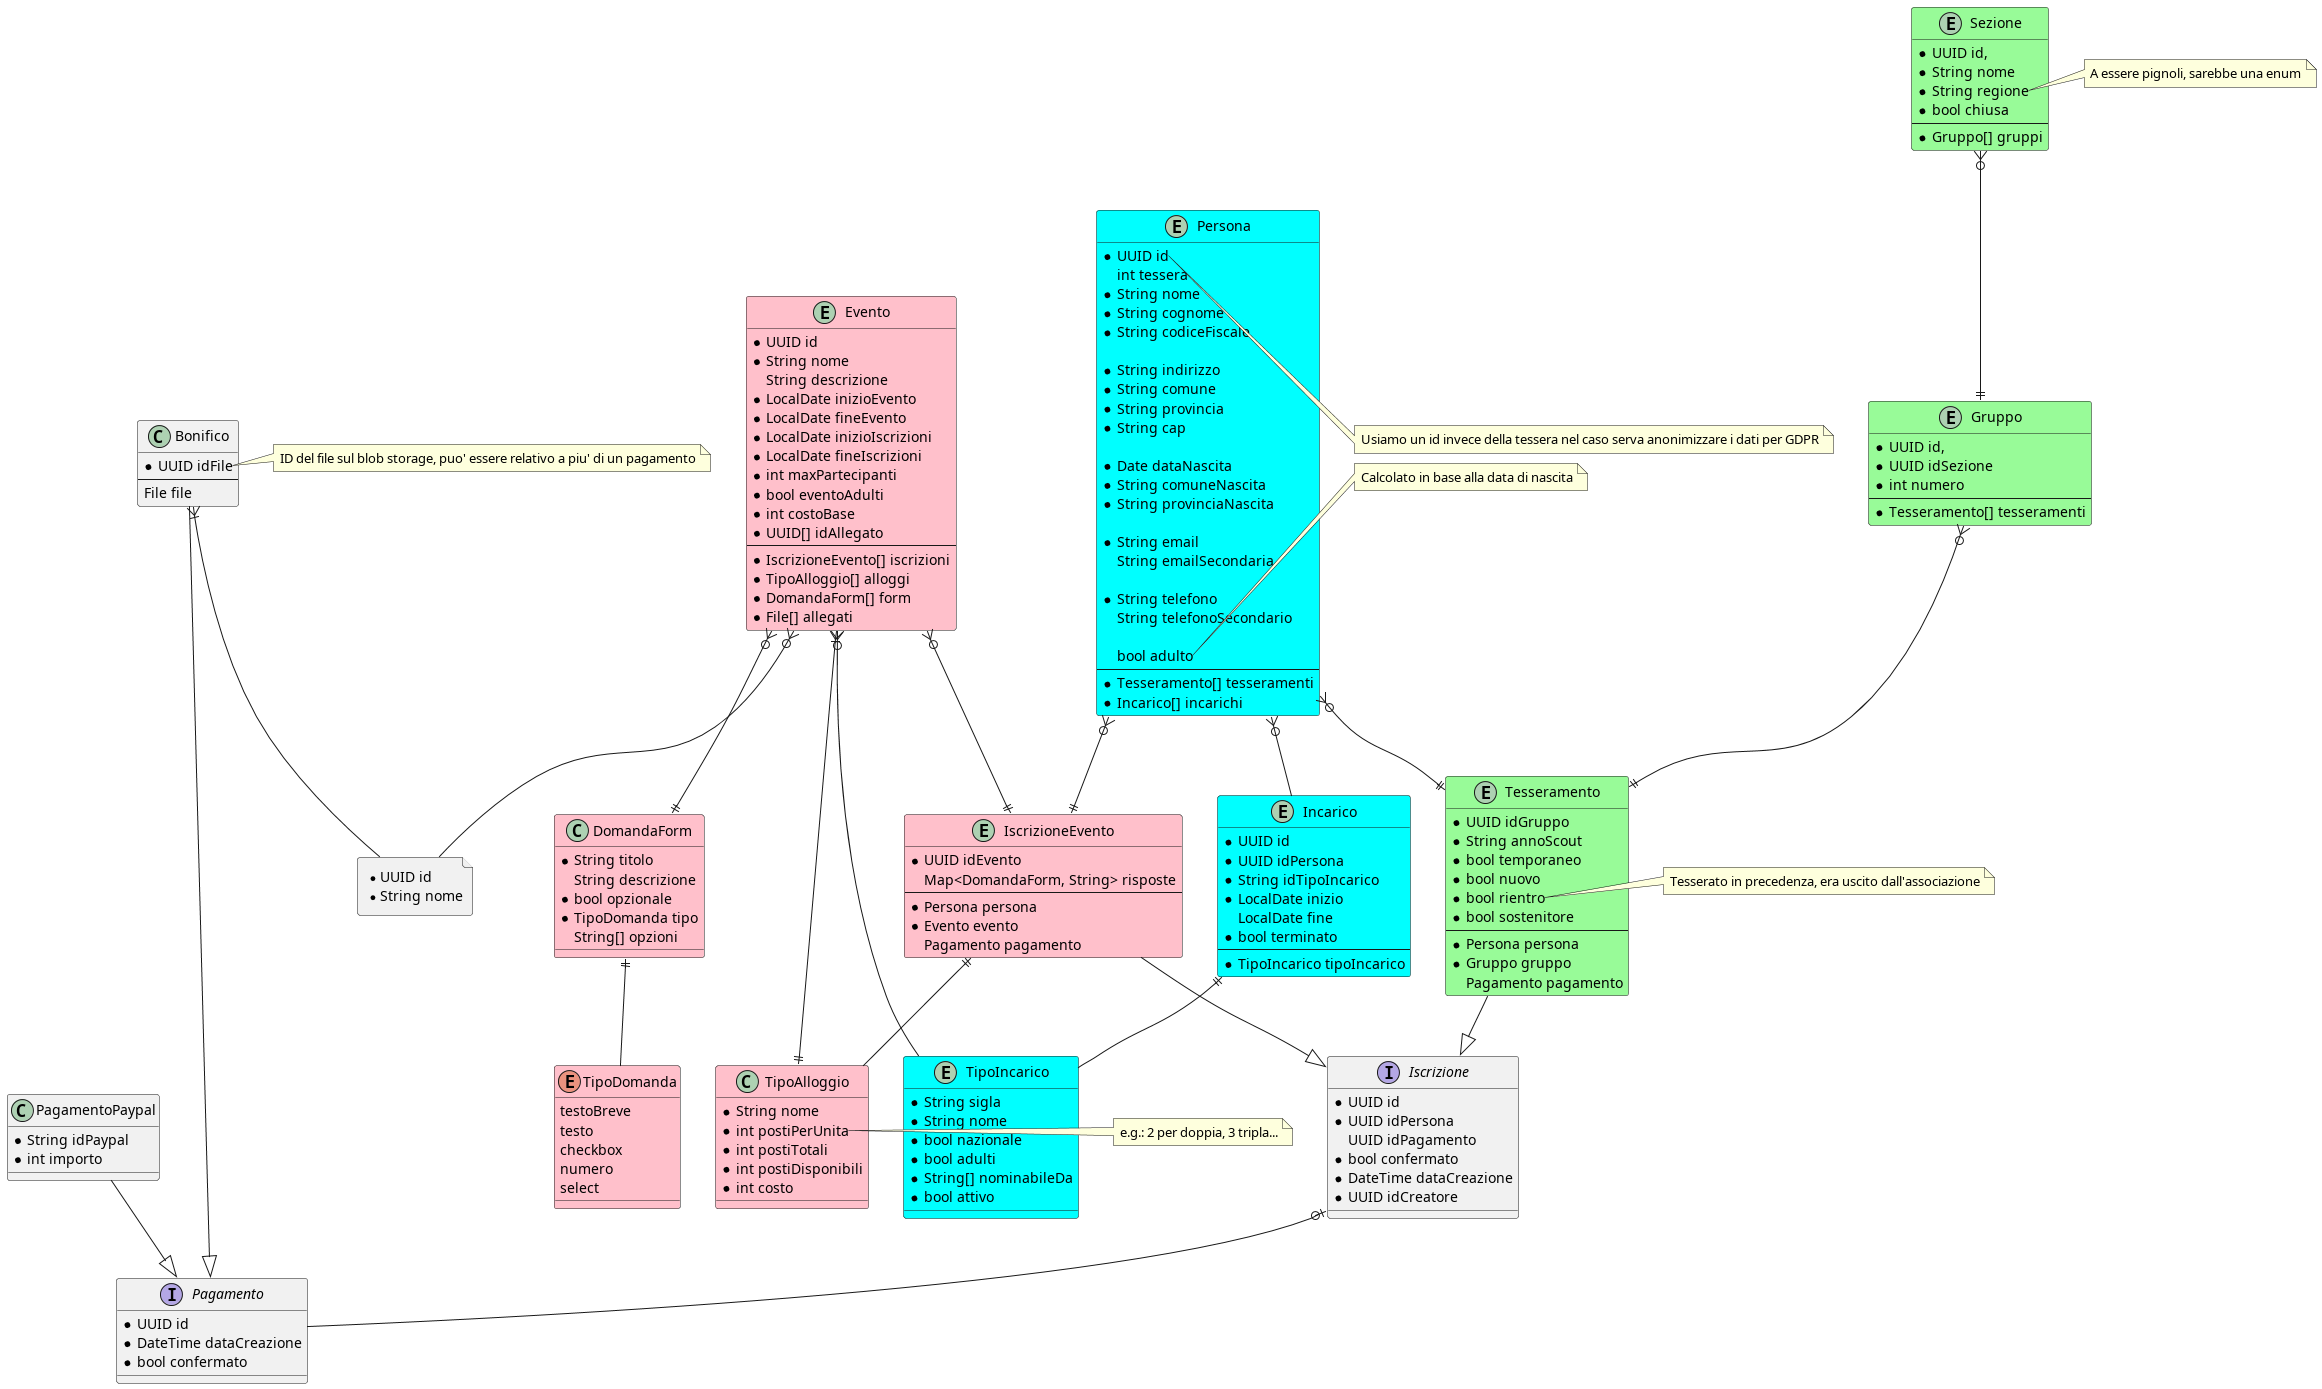 Sezione
UUID id,
String nome
String regione
bool chiusa
Gruppo[] gruppi
A essere pignoli, sarebbe una enum
Persona
UUID id
int tessera
String nome
String cognome
String codiceFiscale
String indirizzo
String comune
String provincia
String cap
Date dataNascita
String comuneNascita
String provinciaNascita
String email
String emailSecondaria
String telefono
String telefonoSecondario
bool adulto
Tesseramento[] tesseramenti
Incarico[] incarichi
Usiamo un id invece della tessera nel caso serva anonimizzare i dati per GDPR
Calcolato in base alla data di nascita
Evento
UUID id
String nome
String descrizione
LocalDate inizioEvento
LocalDate fineEvento
LocalDate inizioIscrizioni
LocalDate fineIscrizioni
int maxPartecipanti
bool eventoAdulti
int costoBase
UUID[] idAllegato
IscrizioneEvento[] iscrizioni
TipoAlloggio[] alloggi
DomandaForm[] form
File[] allegati
Bonifico
UUID idFile
File file
ID del file sul blob storage, puo' essere relativo a piu' di un pagamento
Gruppo
UUID id,
UUID idSezione
int numero
Tesseramento[] tesseramenti
UUID id
String nome
DomandaForm
String titolo
String descrizione
bool opzionale
TipoDomanda tipo
String[] opzioni
IscrizioneEvento
UUID idEvento
Map<DomandaForm, String> risposte
Persona persona
Evento evento
Pagamento pagamento
Incarico
UUID id
UUID idPersona
String idTipoIncarico
LocalDate inizio
LocalDate fine
bool terminato
TipoIncarico tipoIncarico
Tesseramento
UUID idGruppo
String annoScout
bool temporaneo
bool nuovo
bool rientro
bool sostenitore
Persona persona
Gruppo gruppo
Pagamento pagamento
Tesserato in precedenza, era uscito dall'associazione
PagamentoPaypal
String idPaypal
int importo
TipoDomanda
testoBreve
testo
checkbox
numero
select
TipoAlloggio
String nome
int postiPerUnita
int postiTotali
int postiDisponibili
int costo
TipoIncarico
String sigla
String nome
bool nazionale
bool adulti
String[] nominabileDa
bool attivo
e.g.: 2 per doppia, 3 tripla...
Iscrizione
UUID id
UUID idPersona
UUID idPagamento
bool confermato
DateTime dataCreazione
UUID idCreatore
Pagamento
UUID id
DateTime dataCreazione
bool confermato